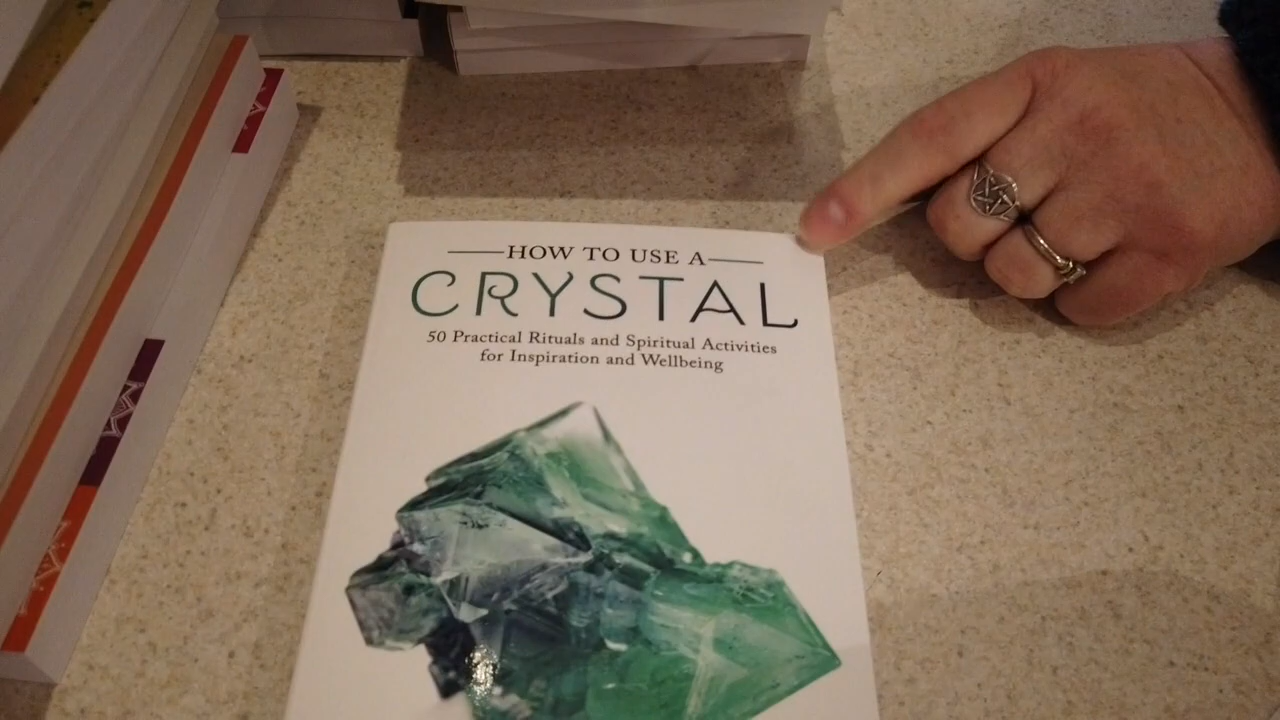 HOW TO USE A
CRYSTAL
50 Practical Rituals and Spiritual Activities
for Inspiration and Wellbeing